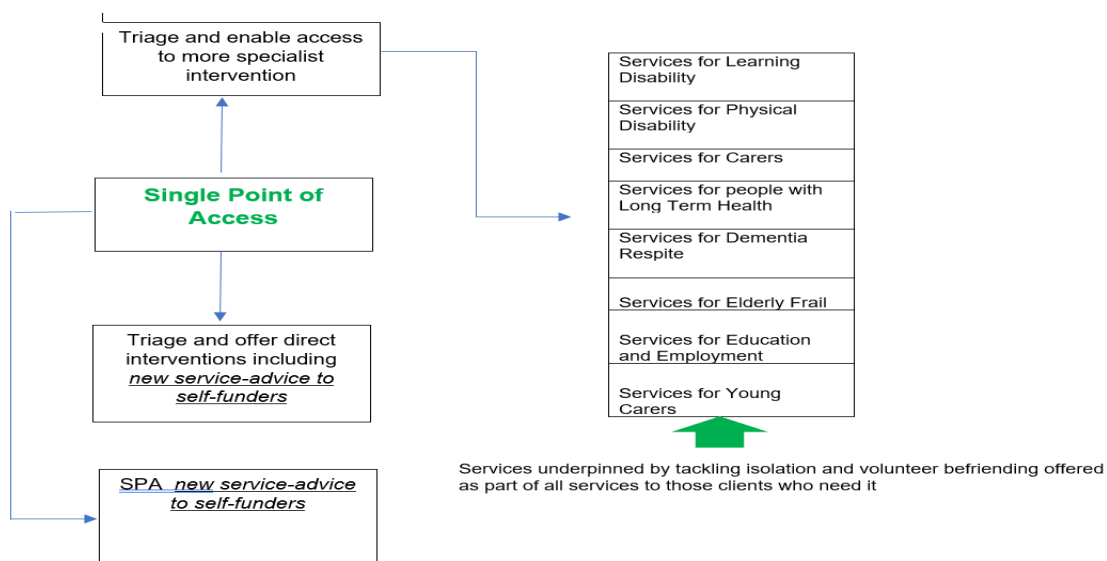 Triage and enable access
to more specialist
intervention
Single Point of
Access
Triage and offer direct
interventions including
new service-advice to
self-funders
SPA new service-advice
to self-funders
Services for Learning
Disability
Services for Physical
Disability
Services for Carers
Services for people with
Long Term Health
Services for Dementia
Respite
Services for Elderly Frail
Services for Education
and Employment
Services for Young
Carers
Services underpinned by tackling isolation and volunteer befriending offered
as part of all services to those clients who need it